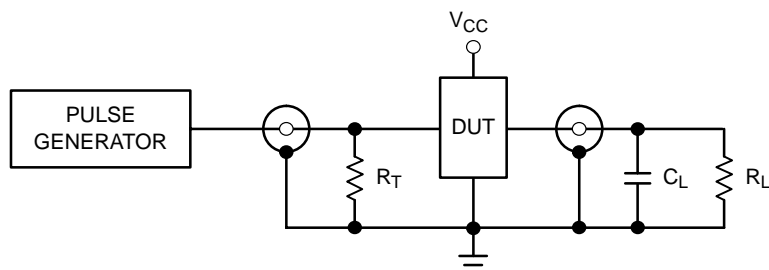 VCC
PULSE
GENERATOR
DUT
RT
CL
RL